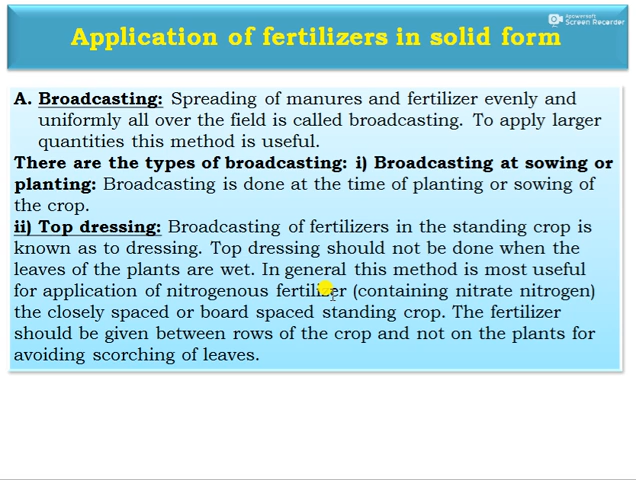 Apowersoft
Screen Recorder
Application of fertilizers in solid form
A. Broadcasting: Spreading of manures and fertilizer evenly and
uniformly all over the field is called broadcasting. To apply larger
quantities this method is useful.
There are the types of broadcasting: i) Broadcasting at sowing or
planting: Broadcasting is done at the time of planting or sowing of
the crop.
ii) Top dressing: Broadcasting of fertilizers in the standing crop is
known as to dressing. Top dressing should not be done when the
leaves of the plants are wet. In general this method is most useful
for application of nitrogenous fertilizer (containing nitrate nitrogen)
the closely spaced or board spaced standing crop. The fertilizer
should be given between rows of the crop and not on the plants for
avoiding scorching of leaves.